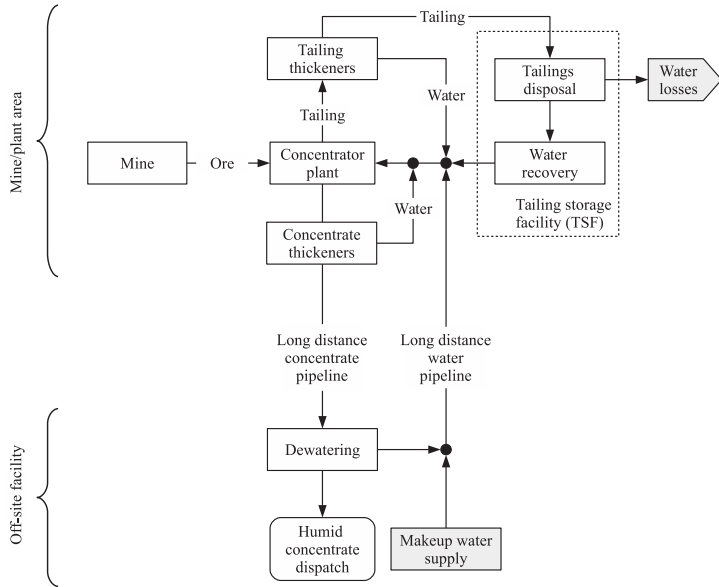 Tailing
Tailing
thickeners
Tailings
disposal
Water
losses
Water
Tailing
Mine/plant area
Mine
Ore
Concentrator
plant
Water
recovery
Water
Tailing storage
facility (TSF)
Concentrate
thickeners
Long distance
concentrate
pipeline
Long distance
water
pipeline
Off-site facility
Dewatering
Humid
concentrate
dispatch
Makeup water
supply